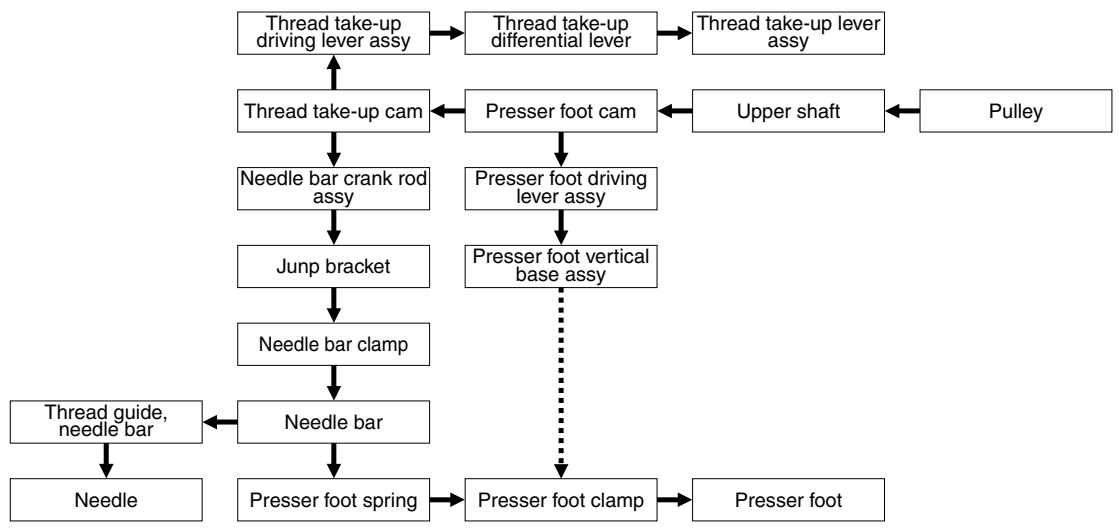 Thread take-up
driving lever assy
Thread take-up
differential lever
Thread take-up lever
assy
Thread take-up cam
Presser foot cam
Upper shaft
Pulley
Needle bar crank rod
assy
Presser foot driving
lever assy
Junp bracket
Presser foot vertical
base assy
Needle bar clamp
Thread guide,
needle bar
Needle bar
Needle
Presser foot spring
Presser foot clamp
Presser foot